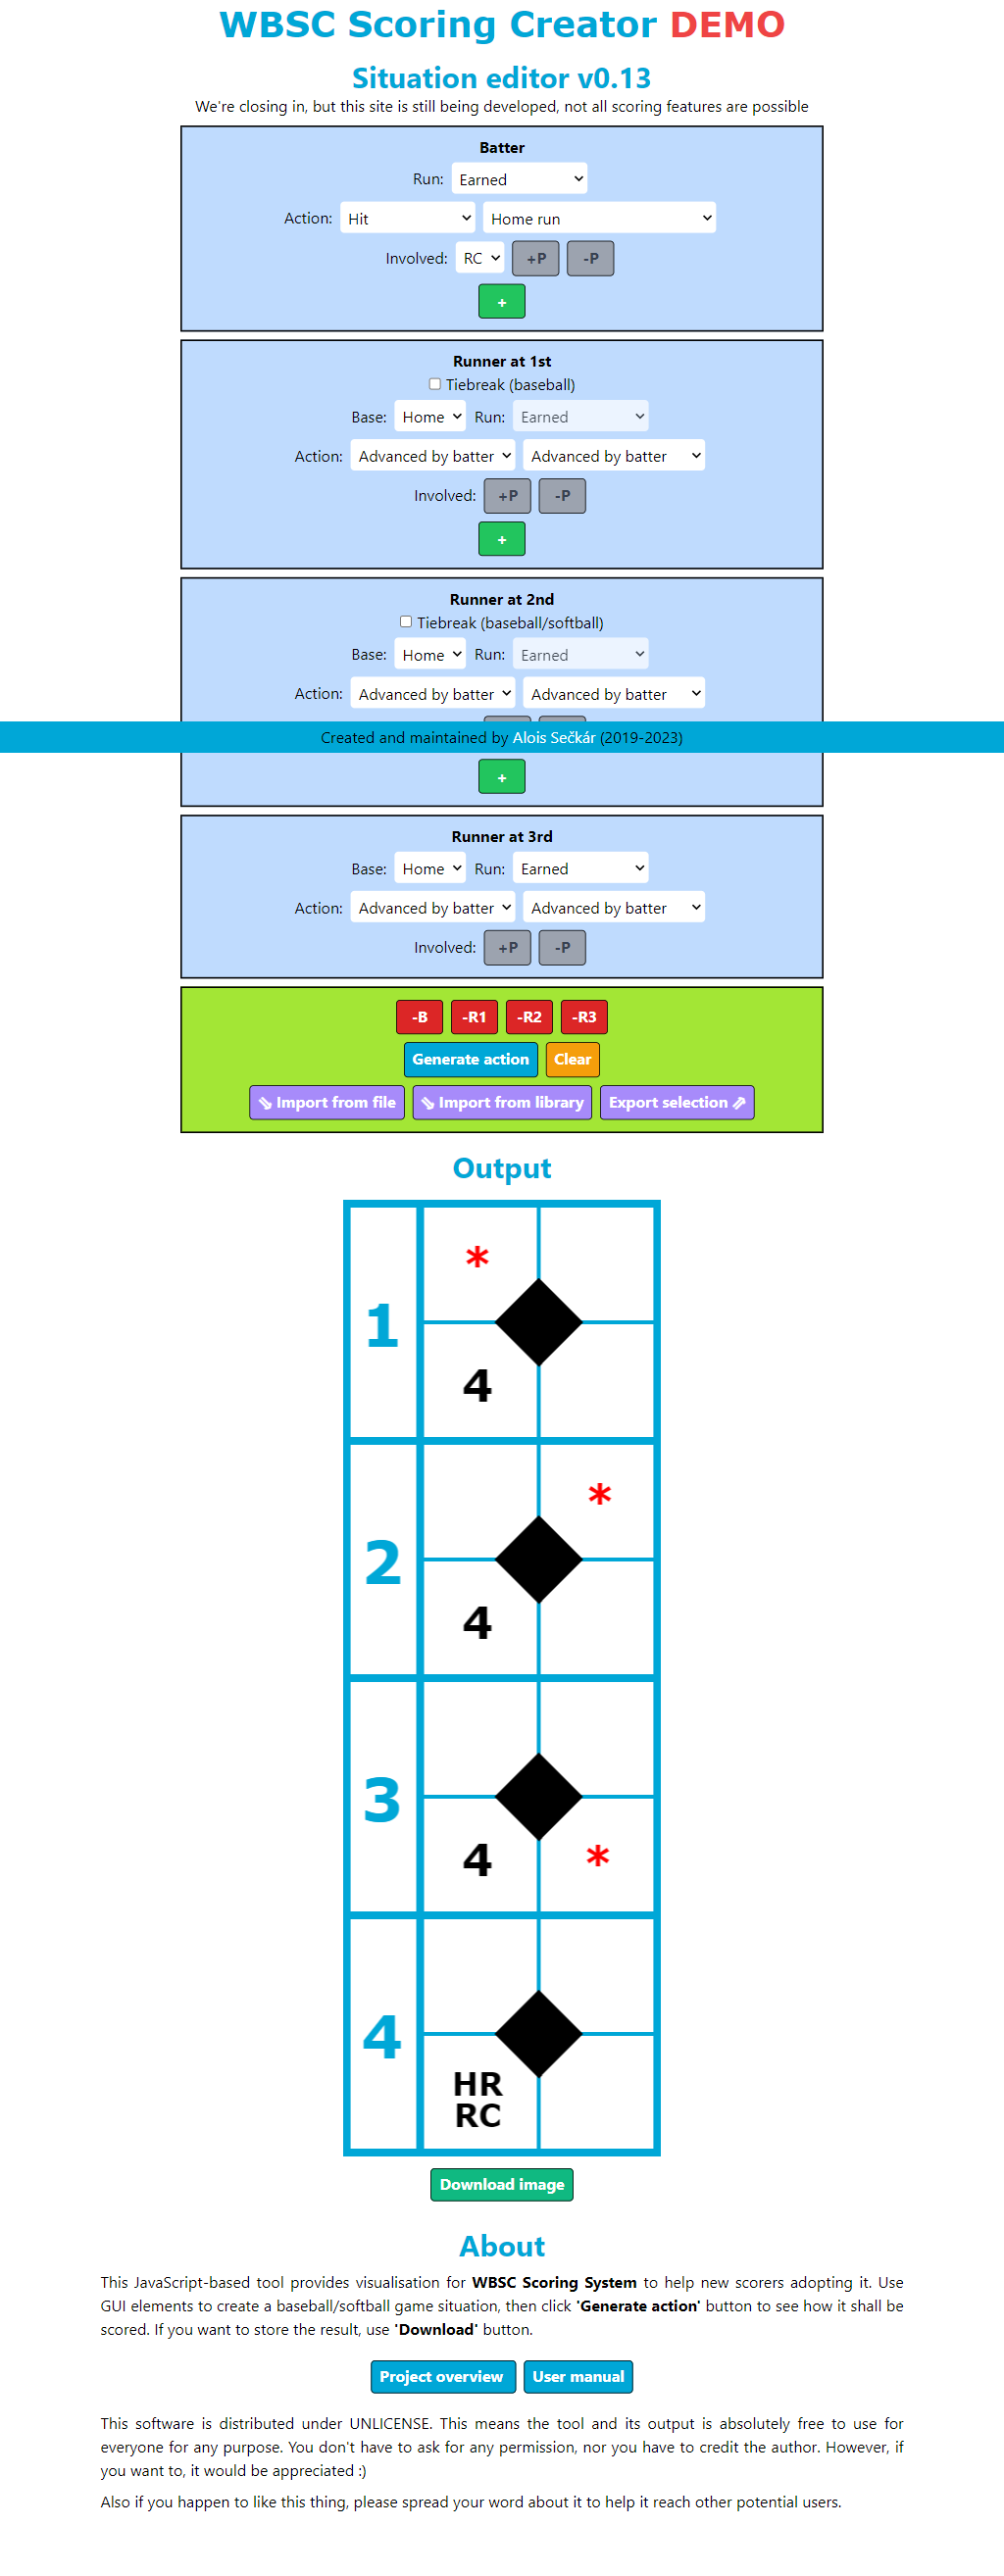 WBSC Scoring Creator DEMO
Situation editor v0.13
We're closing in, but this site is still being developed, not all scoring features are possible
Batter
Run: Earned
Action: Hit Home run
Involved: RC +P -P
+
Runner at 1st
Tiebreak (baseball)
Base: Home Run: Earned
Action: Advanced by batter Advanced by batter
Involved: +P -P
+
Runner at 2nd
Tiebreak (baseball/softball)
Base: Home Run: Earned
Action: Advanced by batter Advanced by batter
Created and maintained by Alois Sečkár (2019-2023)
+
Runner at 3rd
Base: Home Run: Earned
Action: Advanced by batter Advanced by batter
Involved: +P -P
-B -R1 -R2 -R3
Generate action Clear
⇘ Import from file ⇘ Import from library Export selection ⇗
Output
*
1
4
*
2
4
3
4 *
4
HR
RC
Download image
About
This JavaScript-based tool provides visualisation for WBSC Scoring System to help new scorers adopting it. Use
GUI elements to create a baseball/softball game situation, then click 'Generate action' button to see how it shall be
scored. If you want to store the result, use 'Download' button.
Project overview User manual
This software is distributed under UNLICENSE. This means the tool and its output is absolutely free to use for
everyone for any purpose. You don't have to ask for any permission, nor you have to credit the author. However, if
you want to, it would be appreciated :)
Also if you happen to like this thing, please spread your word about it to help it reach other potential users.